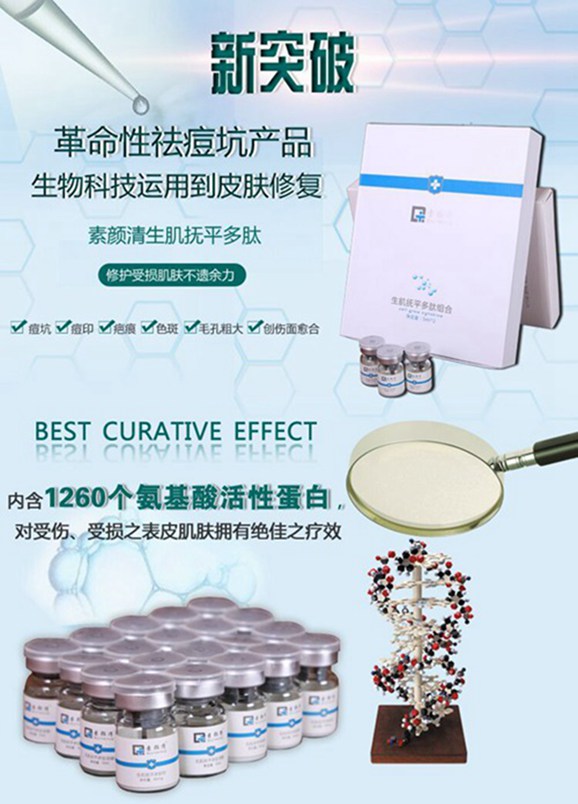 新突破
革命性祛痘坑产品
生物科技运用到皮肤修复
素颜清生肌抚平多肽
修护受损肌肤不遗余力
痘坑 痘印 疤痕 色斑 毛孔粗大 创伤面愈合
生肌抚平多肽组合
BEST CURATIVE EFFECT
内含1260个氨基酸活性蛋白，
对受伤、受损之表皮肌肤拥有绝佳之疗效